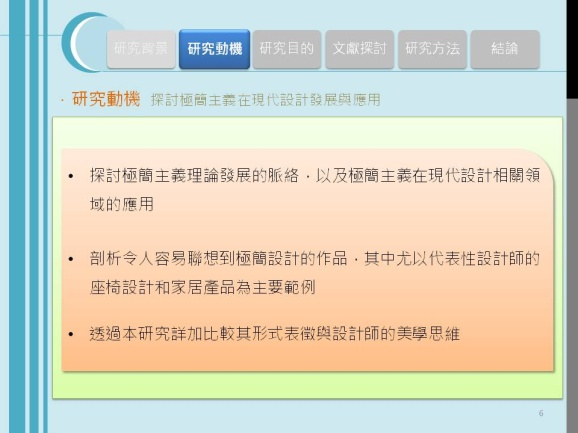 研究背景 研究動機 研究目的 文獻探討 研究方法 結論
· 研究動機 探討極簡主義在現代設計發展與應用
• 探討極簡主義理論發展的脈絡，以及極簡主義在現代設計相關領
域的應用
• 剖析令人容易聯想到極簡設計的作品，其中尤以代表性設計師的
座椅設計和家居產品為主要範例
• 透過本研究詳加比較其形式表徵與設計師的美學思維
6